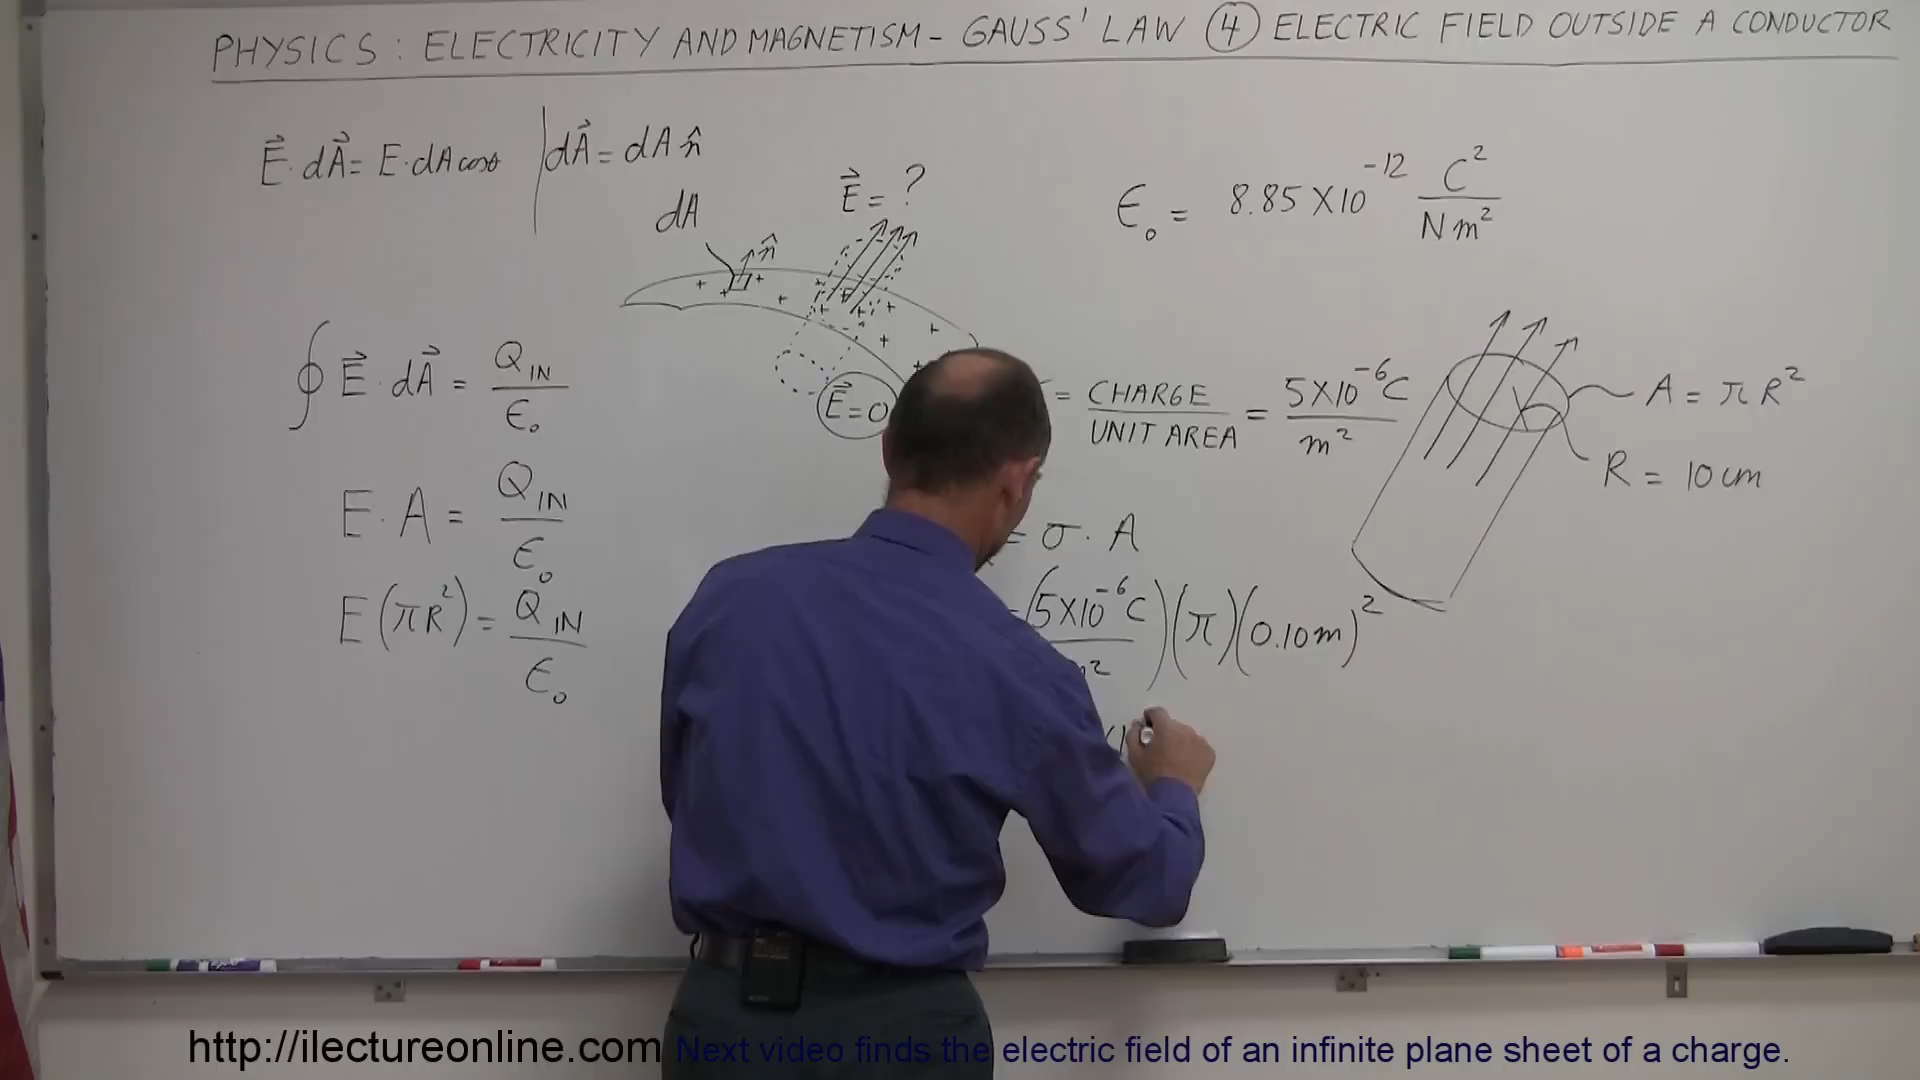 PHYSICS: ELECTRICITY AND MAGNETISM - GAUSS' LAW ④ ELECTRIC FIELD OUTSIDE A CONDUCTOR
E⃗·dA⃗ = E·dA cosθ | dA⃗ = dA n̂
ε₀ = 8.85 X 10⁻¹² C²/Nm²
E⃗ = ?
dA
n̂
E⃗ = 0
∮ E⃗·dA⃗ = Q_IN/ε₀
= CHARGE/UNIT AREA = 5X10⁻⁶C/m²
A = πR²
R = 10 cm
E·A = Q_IN/ε₀
= σ·A
E(πR²) = Q_IN/ε₀
= (5X10⁻⁶C/m²)(π)(0.10m)²
http://ilectureonline.com Next video finds the electric field of an infinite plane sheet of a charge.